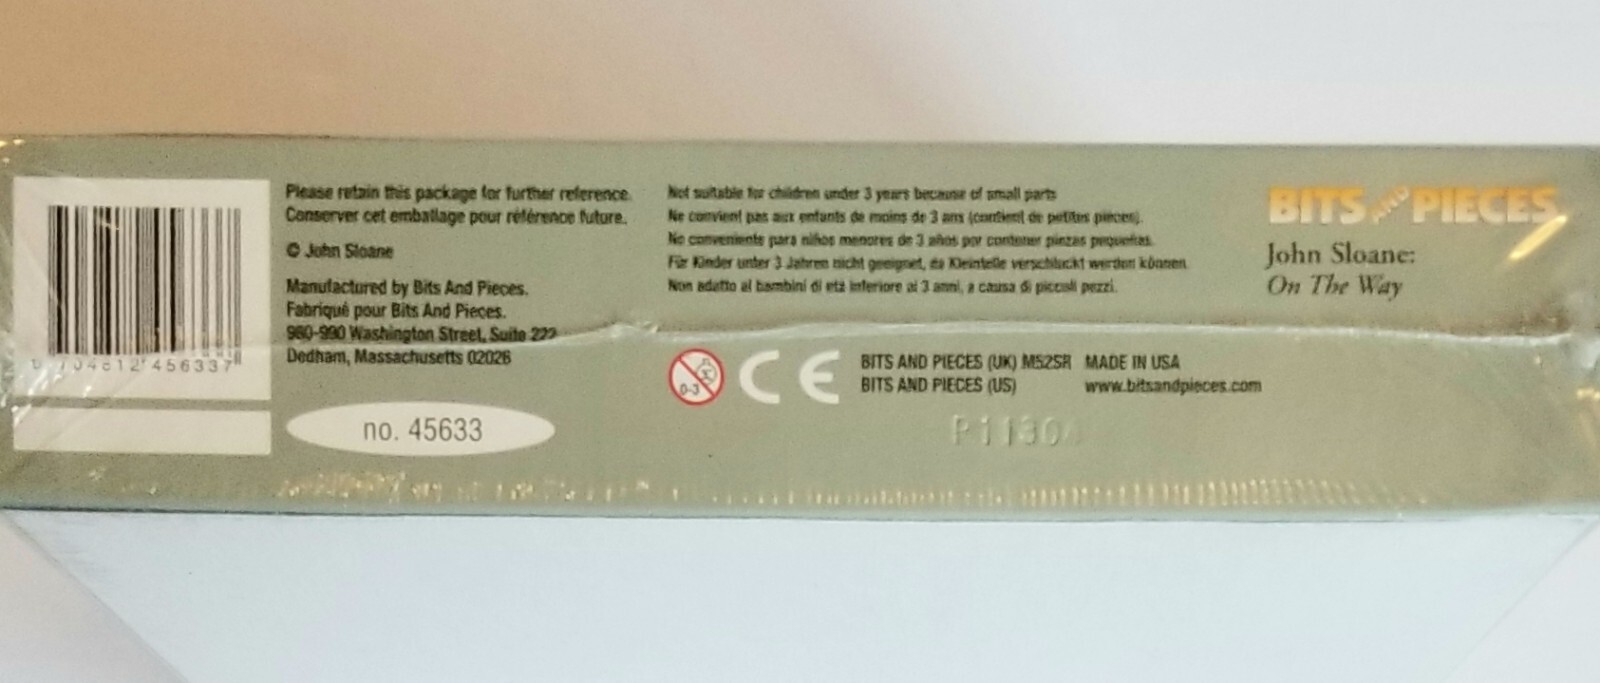 Please retain this package for further reference.
Conserver cet emballage pour référence future.
© John Sloane
Manufactured by Bits And Pieces.
Fabriqué pour Bits And Pieces.
980-990 Washington Street, Suite 222
Dedham, Massachusetts 02026
no. 45633
Not suitable for children under 3 years because of small parts
Ne convient pas aux enfants de moins de 3 ans (contient de petites pièces).
No conveniente para niños menores de 3 años por contener piezas pequeñas.
Für Kinder unter 3 Jahren nicht geeignet, da Kleinteile verschluckt werden können.
Non adatto ai bambini di età inferiore ai 3 anni, a causa di piccoli pezzi.
0-3
CE
BITS AND PIECES (UK) M52SR MADE IN USA
BITS AND PIECES (US) www.bitsandpieces.com
BITS AND PIECES
John Sloane:
On The Way